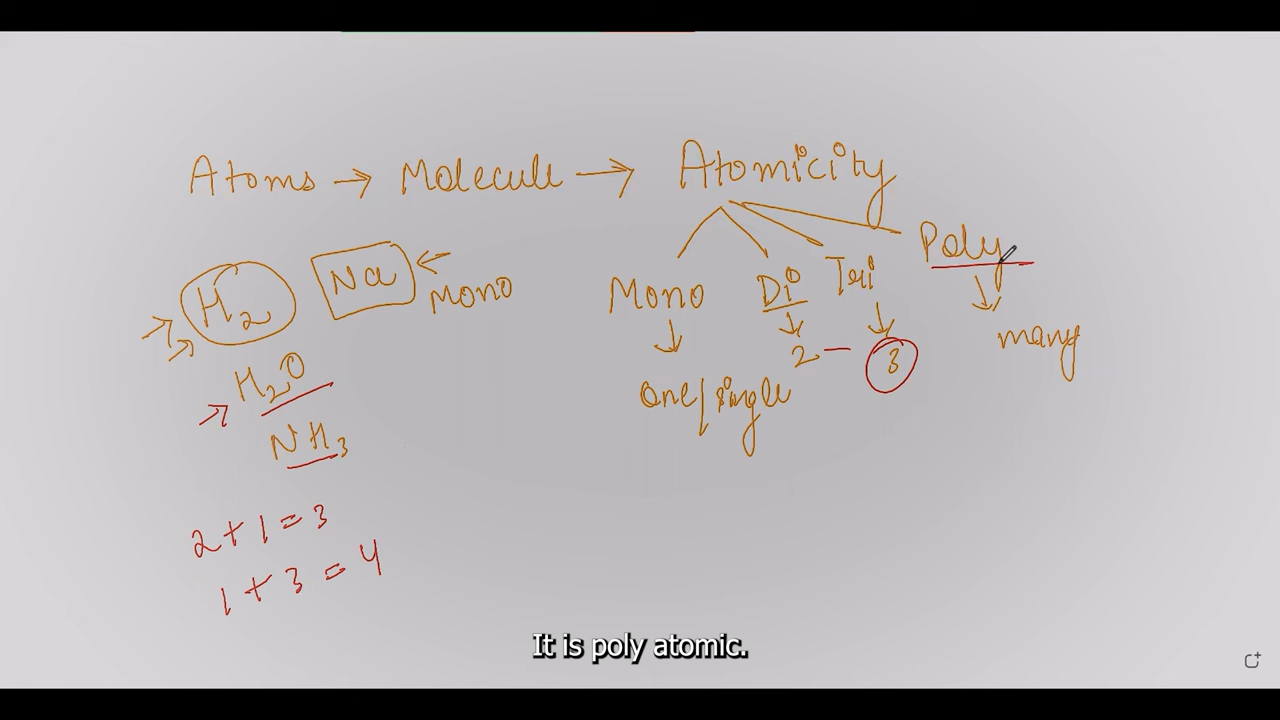 Atoms → Molecule → Atomicity
H2 Na ← Mono
Mono Di Tri Poly
One/single 2 – 3 many
H2O
NH3
2 + 1 = 3
1 + 3 = 4
It is poly atomic.